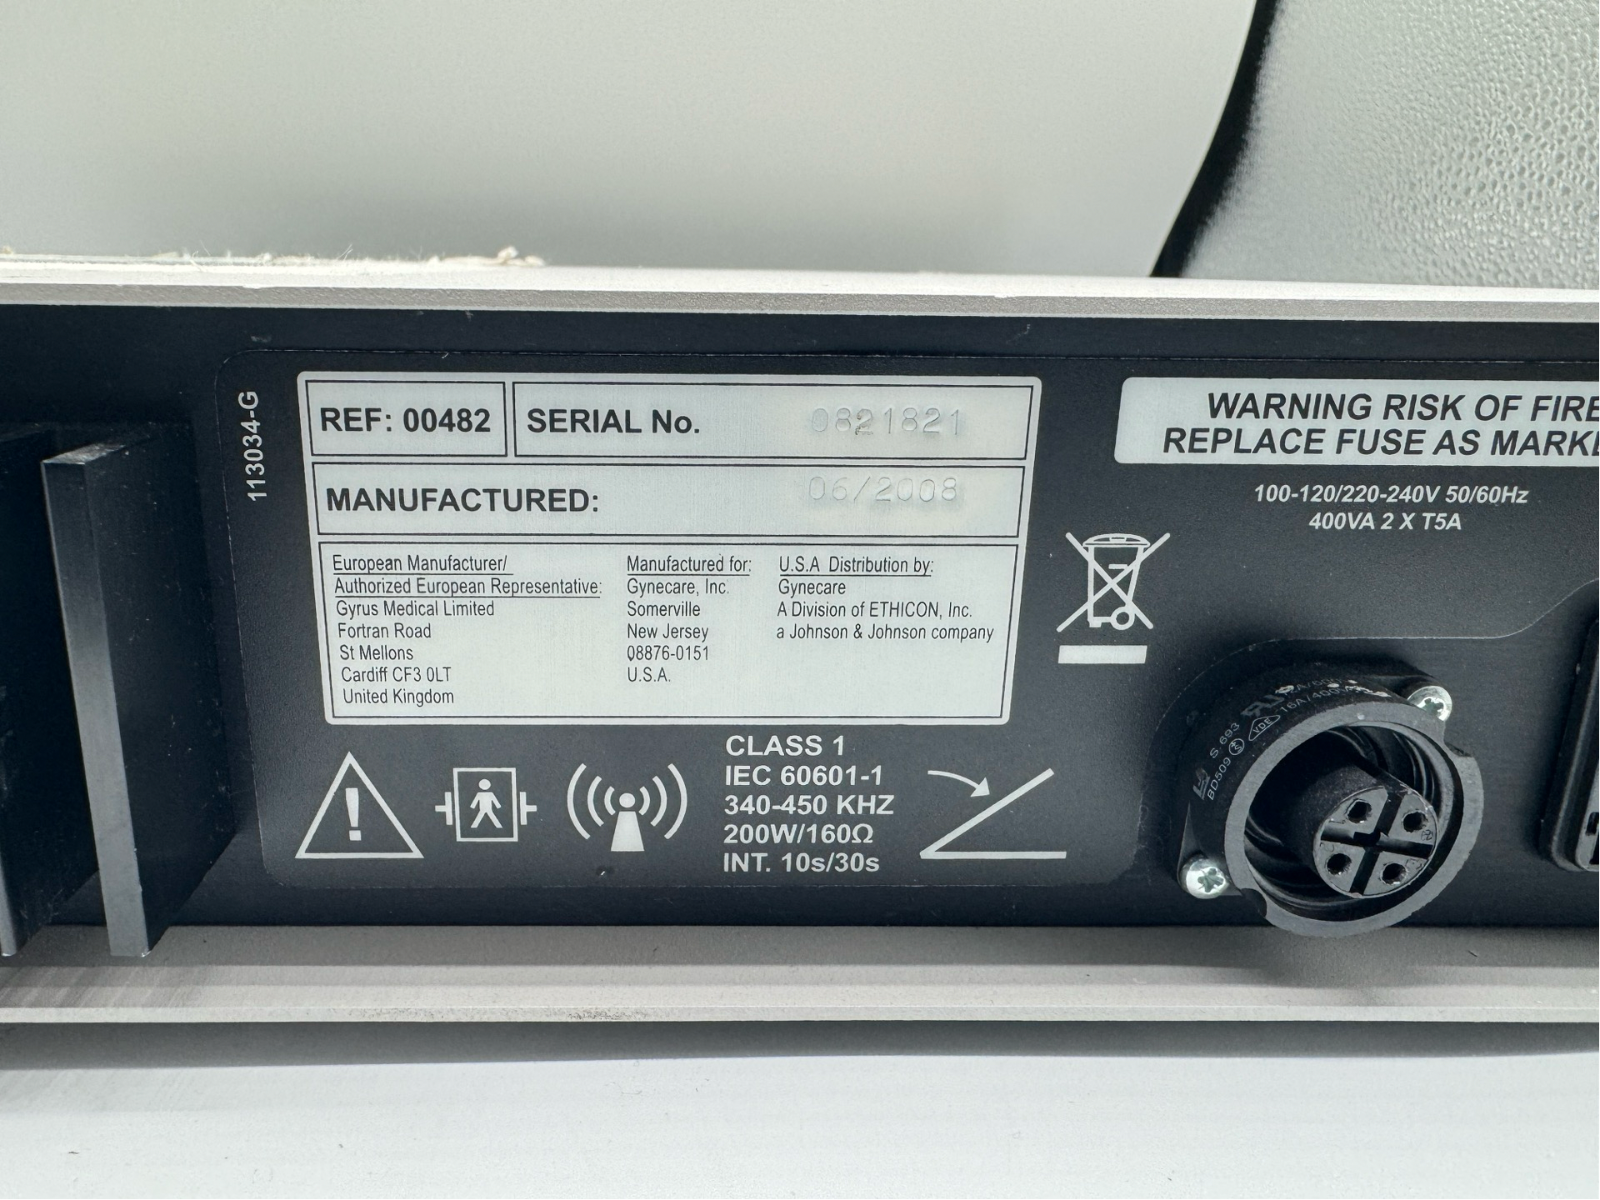 113034-G
REF: 00482
SERIAL No. 0821821
MANUFACTURED: 06/2008
European Manufacturer/
Authorized European Representative:
Gyrus Medical Limited
Fortran Road
St Mellons
Cardiff CF3 0LT
United Kingdom
Manufactured for:
Gynecare, Inc.
Somerville
New Jersey
08876-0151
U.S.A.
U.S.A Distribution by:
Gynecare
A Division of ETHICON, Inc.
a Johnson & Johnson company
CLASS 1
IEC 60601-1
340-450 KHZ
200W/160Ω
INT. 10s/30s
WARNING RISK OF FIRE
REPLACE FUSE AS MARKE
100-120/220-240V 50/60Hz
400VA 2 X T5A
S. 693
BD509
VDE